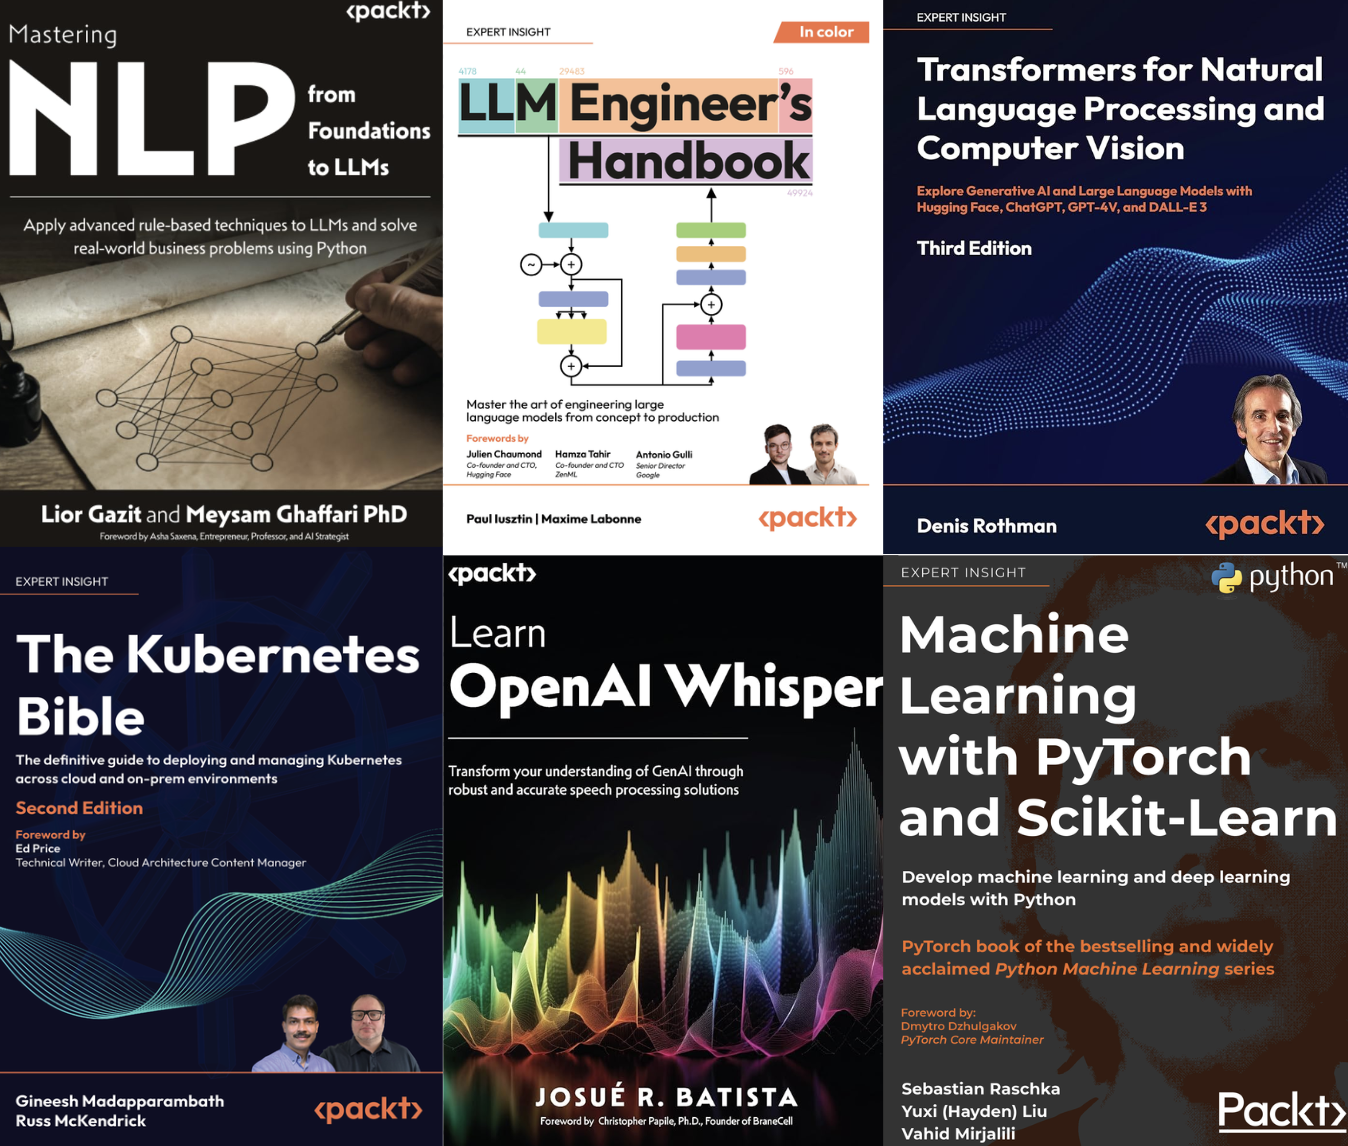 <packt>
Mastering
NLP
from
Foundations
to LLMs
Apply advanced rule-based techniques to LLMs and solve
real-world business problems using Python
Lior Gazit and Meysam Ghaffari PhD
Foreword by Asha Saxena, Entrepreneur, Professor, and AI Strategist
EXPERT INSIGHT
In color
4178 44 29483 596
LLM Engineer's
Handbook
49924
~ +
+
+
Master the art of engineering large
language models from concept to production
Forewords by
Julien Chaumond Hamza Tahir Antonio Gulli
Co-founder and CTO, Co-founder and CTO Senior Director
Hugging Face ZenML Google
Paul Iusztin | Maxime Labonne
<packt>
EXPERT INSIGHT
Transformers for Natural
Language Processing and
Computer Vision
Explore Generative AI and Large Language Models with
Hugging Face, ChatGPT, GPT-4V, and DALL-E 3
Third Edition
Denis Rothman
<packt>
EXPERT INSIGHT
The Kubernetes
Bible
The definitive guide to deploying and managing Kubernetes
across cloud and on-prem environments
Second Edition
Foreword by
Ed Price
Technical Writer, Cloud Architecture Content Manager
Gineesh Madapparambath
Russ McKendrick
<packt>
<packt>
Learn
OpenAI Whisper
Transform your understanding of GenAI through
robust and accurate speech processing solutions
JOSUÉ R. BATISTA
Foreword by Christopher Papile, Ph.D., Founder of BraneCell
EXPERT INSIGHT
python™
Machine
Learning
with PyTorch
and Scikit-Learn
Develop machine learning and deep learning
models with Python
PyTorch book of the bestselling and widely
acclaimed Python Machine Learning series
Foreword by:
Dmytro Dzhulgakov
PyTorch Core Maintainer
Sebastian Raschka
Yuxi (Hayden) Liu
Vahid Mirjalili
Packt>